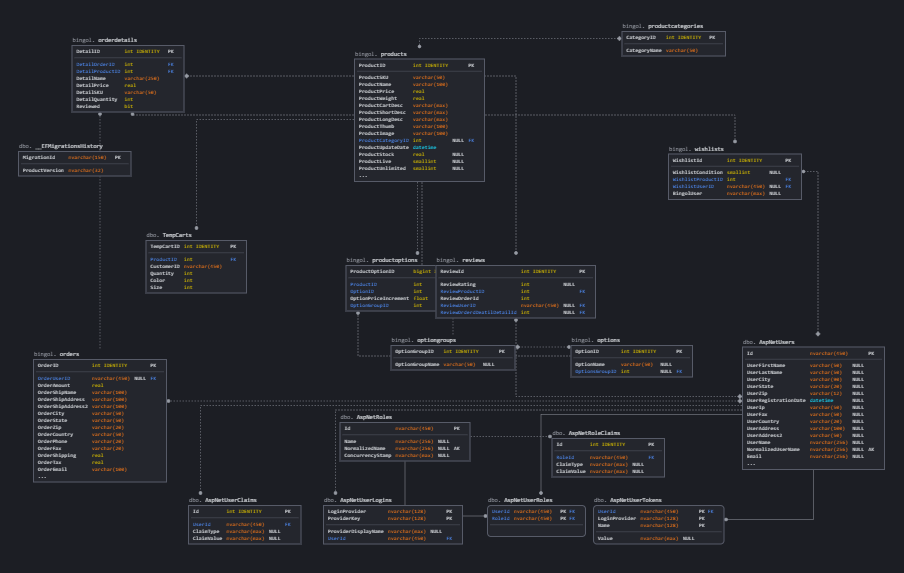 bingol. productcategories
CategoryID int IDENTITY PK
CategoryName varchar(50)
bingol. orderdetails
DetailID int IDENTITY PK
DetailOrderID int FK
DetailProductID int FK
DetailName varchar(250)
DetailPrice real
DetailSKU varchar(50)
DetailQuantity int
Reviewed bit
bingol. products
ProductID int IDENTITY PK
ProductSKU varchar(50)
ProductName varchar(100)
ProductPrice real
ProductWeight real
ProductCartDesc varchar(max)
ProductShortDesc varchar(max)
ProductLongDesc varchar(max)
ProductThumb varchar(100)
ProductImage varchar(100)
ProductCategoryID int NULL FK
ProductUpdateDate datetime
ProductStock real NULL
ProductLive smallint NULL
ProductUnlimited smallint NULL
...
dbo. __EFMigrationsHistory
MigrationId nvarchar(150) PK
ProductVersion nvarchar(32)
bingol. wishlists
WishlistId int IDENTITY PK
WishlistCondition smallint NULL
WishlistProductID int FK
WishlistUserID nvarchar(450) NULL FK
BingolUser nvarchar(max) NULL
dbo. TempCarts
TempCartID int IDENTITY PK
ProductID int FK
CustomerID nvarchar(450)
Quantity int
Color int
Size int
bingol. productoptions
ProductOptionID bigint
ProductID int
OptionID int
OptionPriceIncrement float
OptionGroupID int
bingol. reviews
ReviewId int IDENTITY PK
ReviewRating int NULL
ReviewProductID int FK
ReviewOrderid int
ReviewUserID nvarchar(450) NULL FK
int NULL FK
bingol. optiongroups
OptionGroupID int IDENTITY PK
OptionGroupName varchar(50) NULL
bingol. options
OptionID int IDENTITY PK
OptionName varchar(50) NULL
OptionGroupID int NULL FK
bingol. orders
OrderID int IDENTITY PK
OrderUserID nvarchar(450) NULL FK
OrderAmount real
OrderShipName varchar(100)
OrderShipAddress varchar(100)
OrderShipAddress2 varchar(100)
OrderCity varchar(50)
OrderState varchar(50)
OrderZip varchar(20)
OrderCountry varchar(50)
OrderPhone varchar(20)
OrderFax varchar(20)
OrderShipping real
OrderTax real
OrderEmail varchar(100)
...
dbo. AspNetUsers
Id nvarchar(450) PK
UserFirstName varchar(50) NULL
UserLastName varchar(50) NULL
UserCity varchar(90) NULL
UserState varchar(20) NULL
UserZip varchar(12) NULL
UserRegistrationDate datetime NULL
UserIp varchar(50) NULL
UserFax varchar(20) NULL
UserCountry varchar(20) NULL
UserAddress varchar(100) NULL
UserAddress2 varchar(50) NULL
UserName nvarchar(256) NULL
NormalizedUserName nvarchar(256) NULL AK
Email nvarchar(256) NULL
...
dbo. AspNetRoles
Id nvarchar(450) PK
Name nvarchar(256) NULL
NormalizedName nvarchar(256) NULL AK
ConcurrencyStamp nvarchar(max) NULL
dbo. AspNetRoleClaims
Id int IDENTITY PK
RoleId nvarchar(450) FK
ClaimType nvarchar(max) NULL
ClaimValue nvarchar(max) NULL
dbo. AspNetUserClaims
Id int IDENTITY PK
UserId nvarchar(450) FK
ClaimType nvarchar(max) NULL
ClaimValue nvarchar(max) NULL
dbo. AspNetUserLogins
LoginProvider nvarchar(128) PK
ProviderKey nvarchar(128) PK
ProviderDisplayName nvarchar(max) NULL
UserId nvarchar(450) FK
dbo. AspNetUserRoles
UserId nvarchar(450) PK FK
RoleId nvarchar(450) PK FK
dbo. AspNetUserTokens
UserId nvarchar(450) PK FK
LoginProvider nvarchar(128) PK
Name nvarchar(128) PK
Value nvarchar(max) NULL